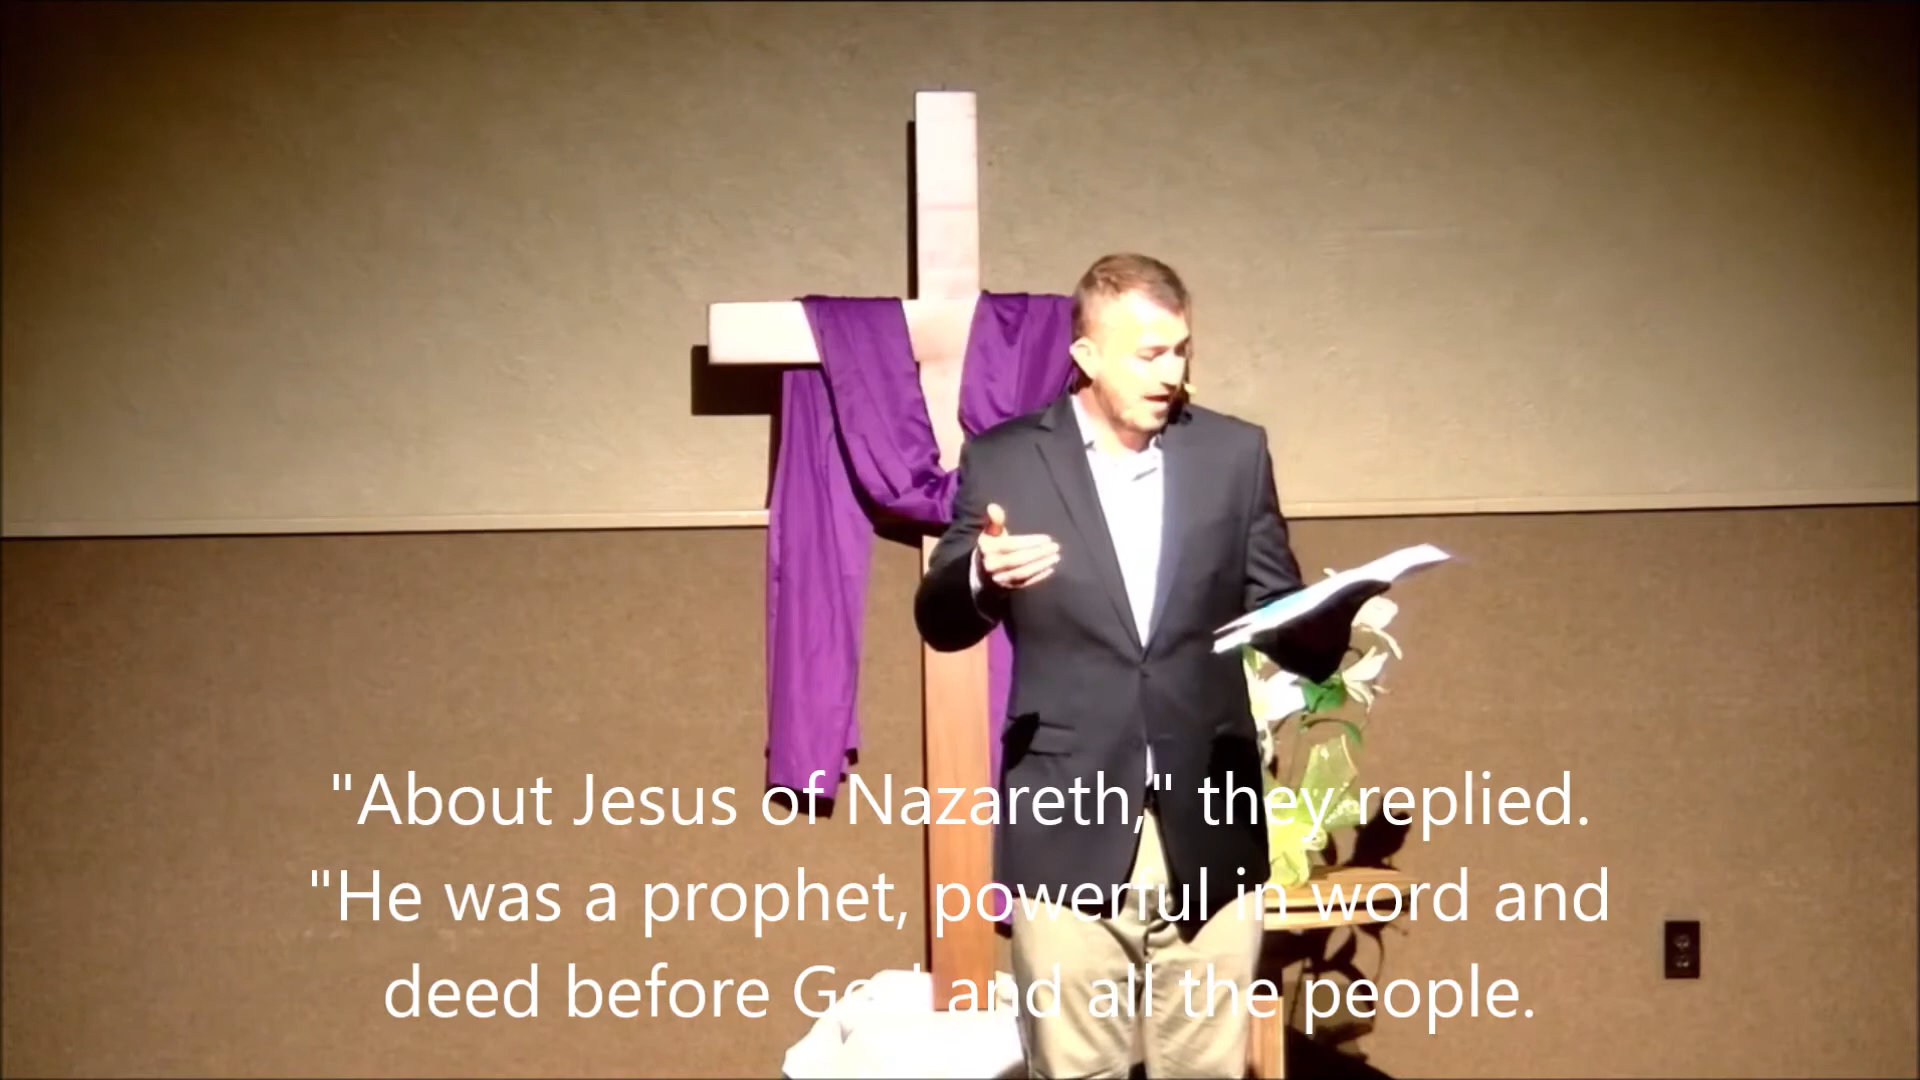 "About Jesus of Nazareth," they replied.
"He was a prophet, powerful in word and
deed before God and all the people.